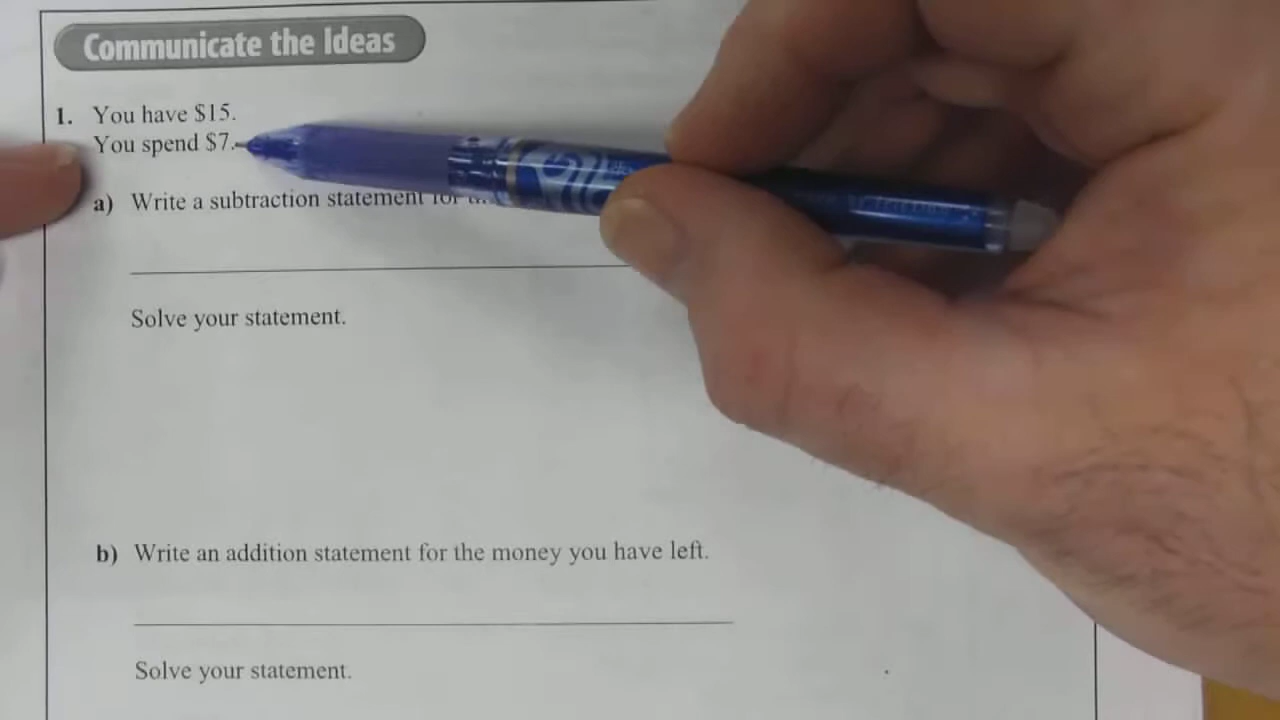 Communicate the Ideas
1. You have $15.
You spend $7.
a) Write a subtraction statement for
Solve your statement.
b) Write an addition statement for the money you have left.
Solve your statement.